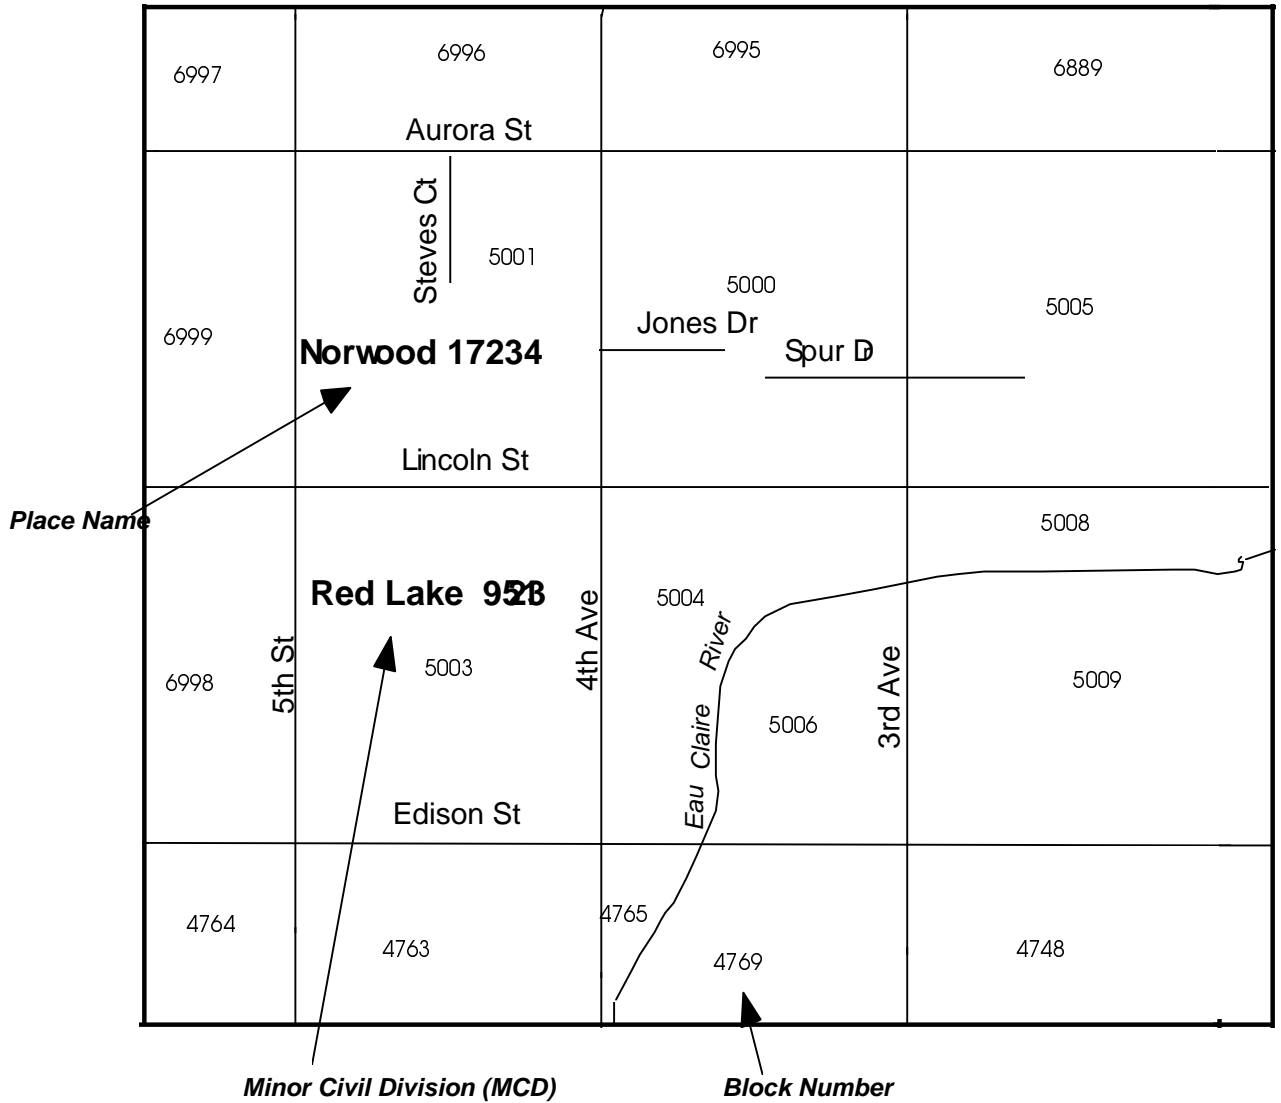 6997
6996
6995
6889
Aurora St
Steves Ct
5001
5000
5005
6999
Jones Dr
Norwood 17234
Spur Dr
Lincoln St
Place Name
5008
Red Lake
5004
4th Ave
River
5th St
5003
6998
3rd Ave
5009
Eau Claire
5006
Edison St
4764
4763
4765
4769
4748
Minor Civil Division (MCD)
Block Number